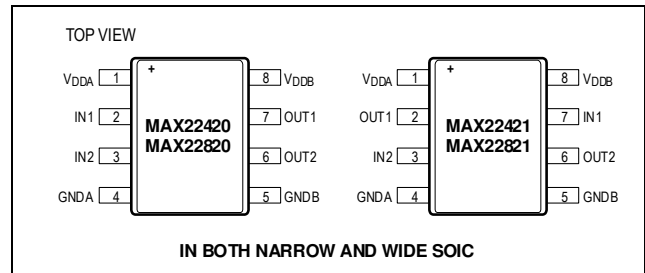 TOP VIEW
+
VDDA 1 8 VDDB
IN1 2 7 OUT1
MAX22420
MAX22820
IN2 3 6 OUT2
GNDA 4 5 GNDB
+
VDDA 1 8 VDDB
OUT1 2 7 IN1
MAX22421
MAX22821
IN2 3 6 OUT2
GNDA 4 5 GNDB
IN BOTH NARROW AND WIDE SOIC